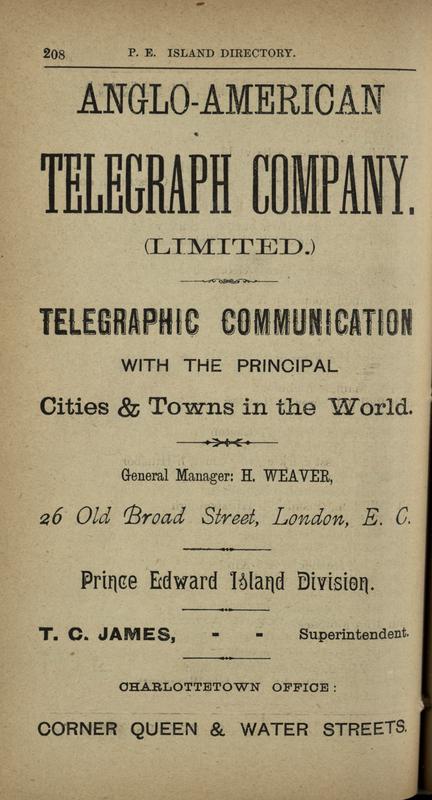 208 P. E. ISLAND DIRECTORY.
ANGLO-AMERICAN
TELEGRAPH COMPANY.
(LIMITED.)
TELEGRAPHIC COMMUNICATION
WITH THE PRINCIPAL
Cities & Towns in the World.
General Manager: H. WEAVER,
26 Old Broad Street, London, E. C.
Prince Edward Island Division.
T. C. JAMES, - - Superintendent.
CHARLOTTETOWN OFFICE:
CORNER QUEEN & WATER STREETS.